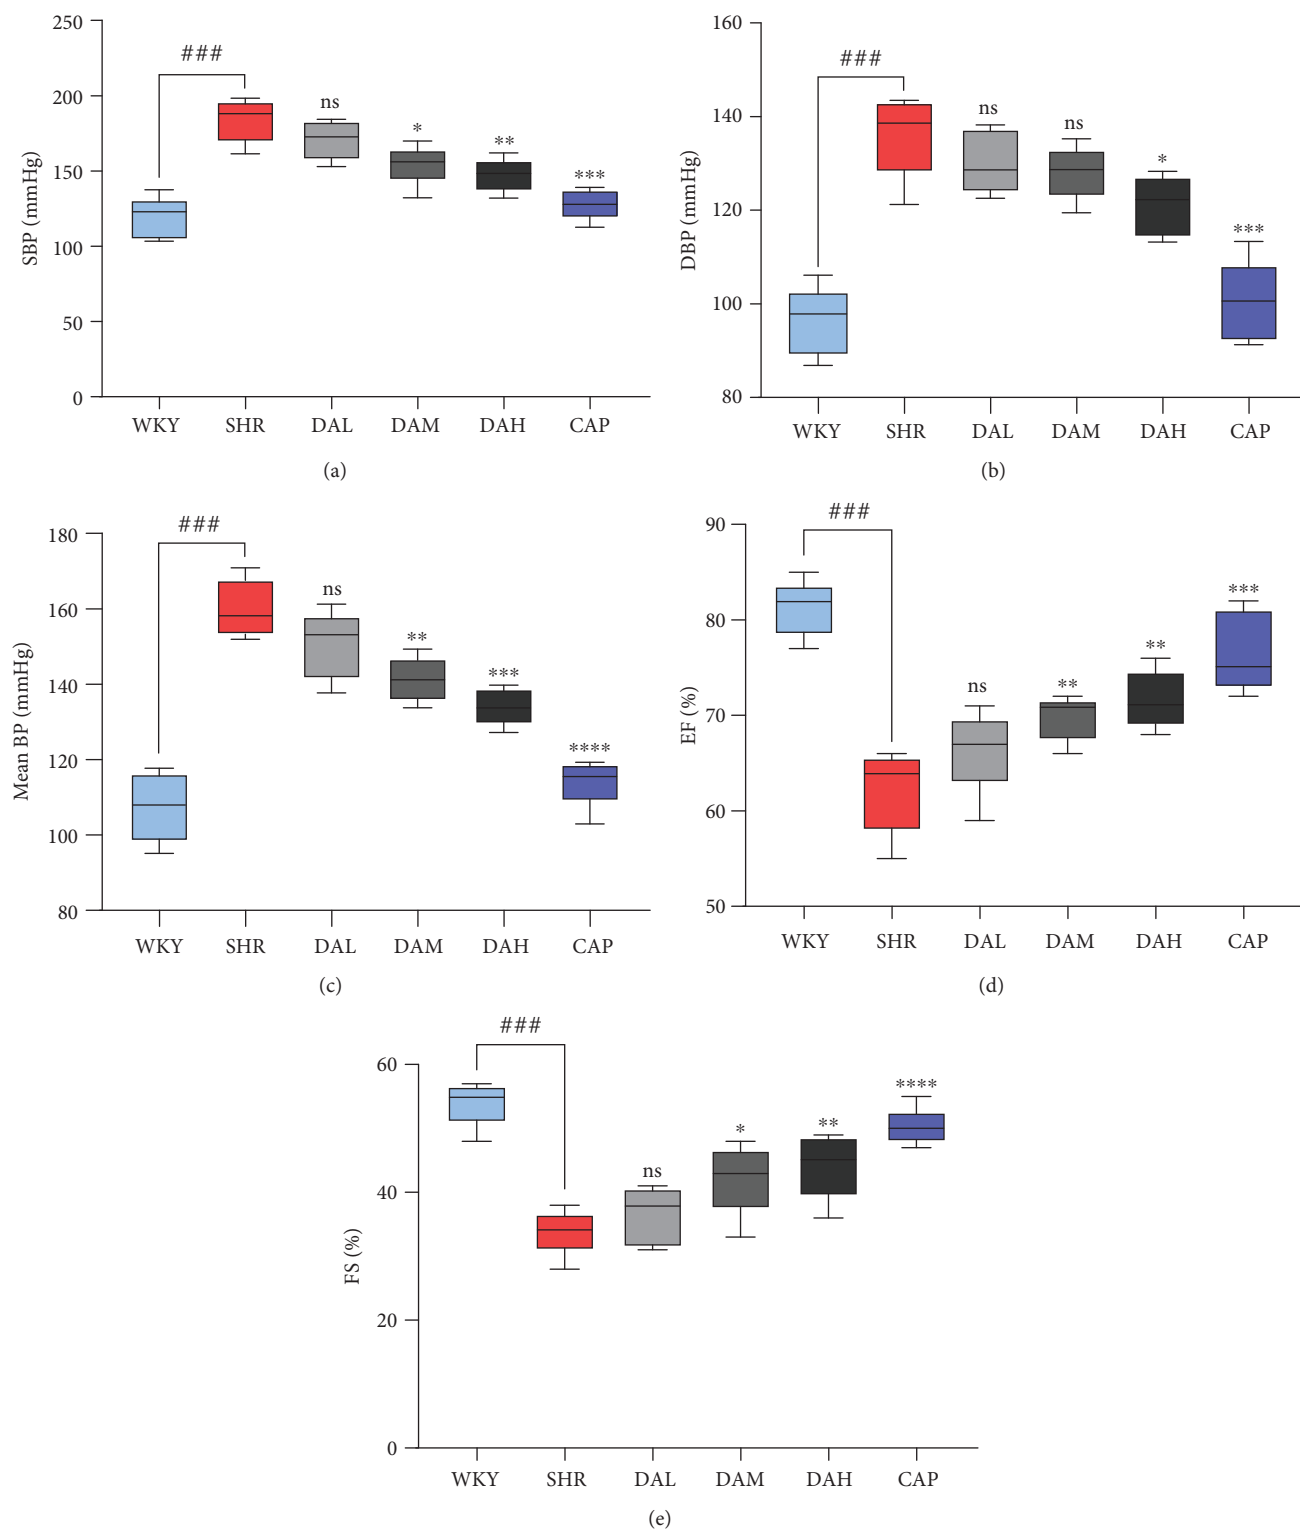 250
200
150
100
50
0
SBP (mmHg)
###
ns
*
**
***
WKY SHR DAL DAM DAH CAP
(a)
160
140
120
100
80
DBP (mmHg)
###
ns
ns
*
***
WKY SHR DAL DAM DAH CAP
(b)
180
160
140
120
100
80
Mean BP (mmHg)
###
ns
**
***
****
WKY SHR DAL DAM DAH CAP
(c)
90
80
70
60
50
EF (%)
###
ns
**
**
***
WKY SHR DAL DAM DAH CAP
(d)
60
40
20
0
FS (%)
###
ns
*
**
****
WKY SHR DAL DAM DAH CAP
(e)